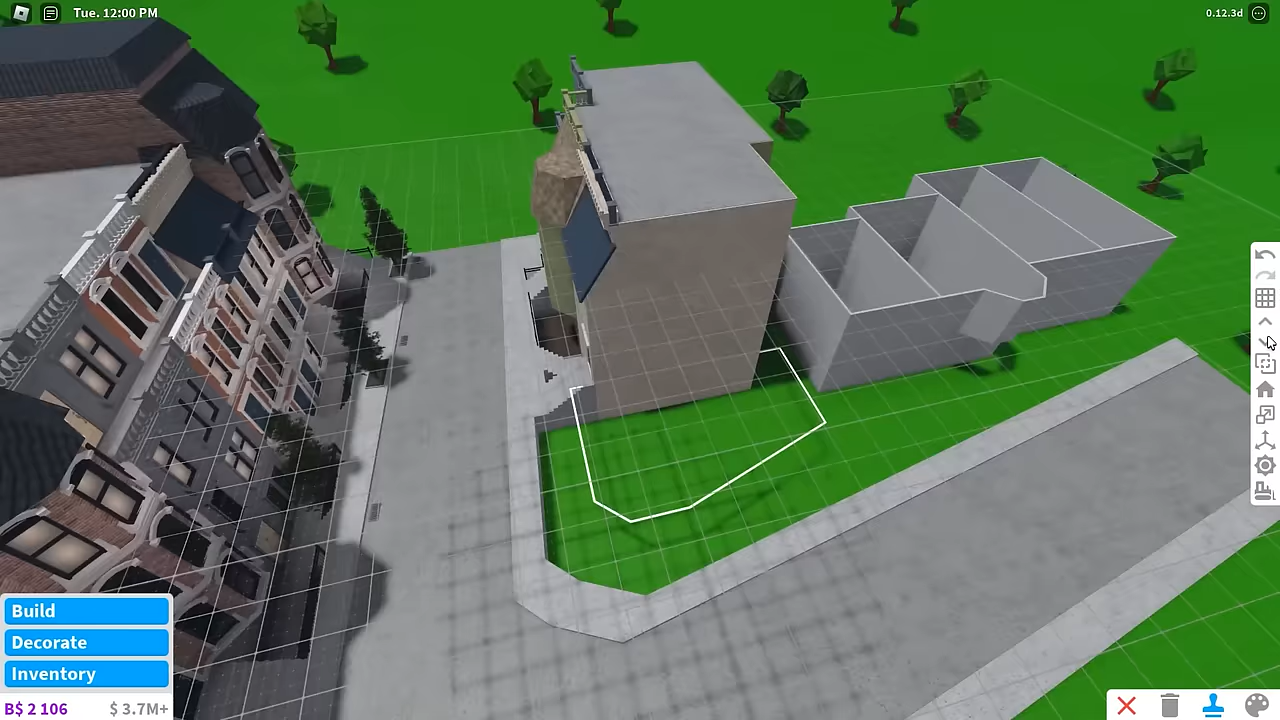 Tue. 12:00 PM
0.12.3d
Build
Decorate
Inventory
B$ 2 106
$ 3.7M+